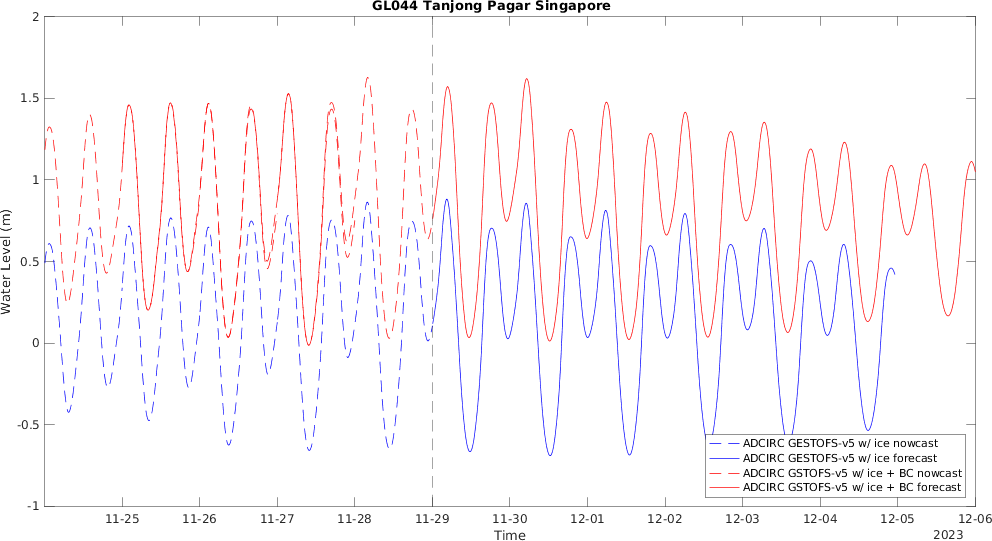 GL044 Tanjong Pagar Singapore
2
1.5
1
0.5
0
-0.5
-1
Water Level (m)
ADCIRC GESTOFS-v5 w/ ice nowcast
ADCIRC GESTOFS-v5 w/ ice forecast
ADCIRC GSTOFS-v5 w/ ice + BC nowcast
ADCIRC GSTOFS-v5 w/ ice + BC forecast
11-25 11-26 11-27 11-28 11-29 11-30 12-01 12-02 12-03 12-04 12-05 12-06
Time
2023